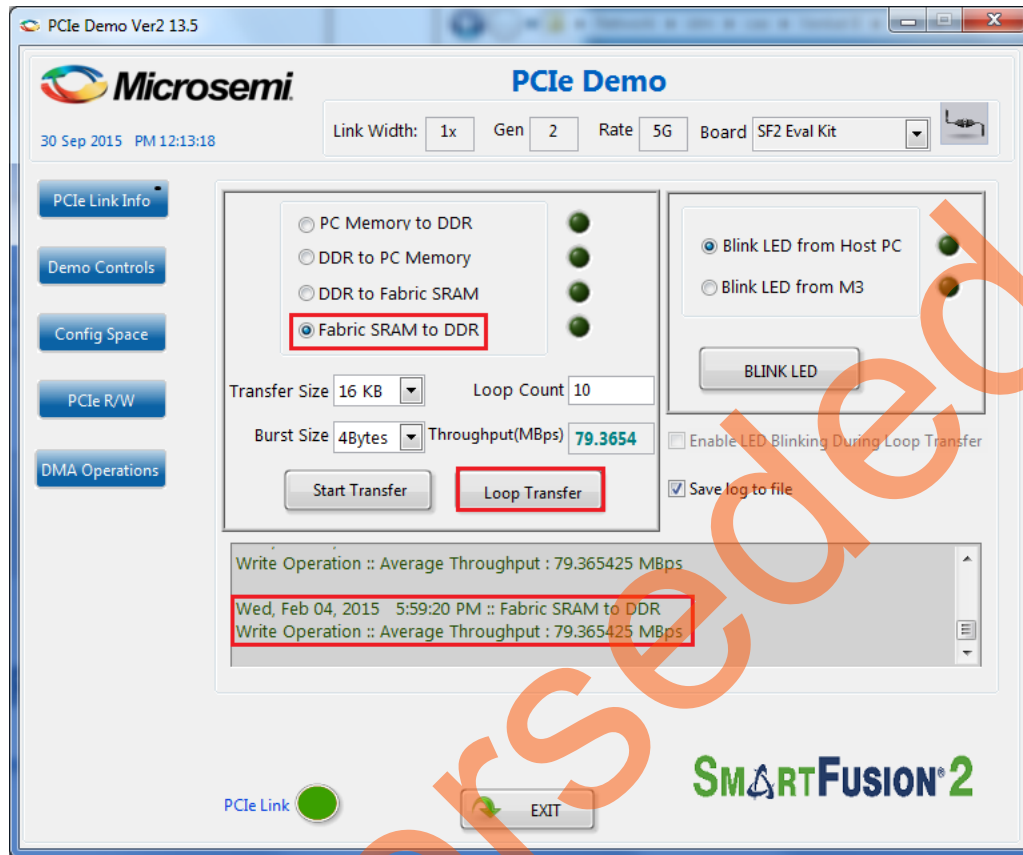 PCIe Demo Ver2 13.5
Microsemi.
PCIe Demo
30 Sep 2015 PM 12:13:18
Link Width: 1x Gen 2 Rate 5G Board SF2 Eval Kit
PCIe Link Info
Demo Controls
Config Space
PCIe R/W
DMA Operations
PC Memory to DDR
DDR to PC Memory
DDR to Fabric SRAM
Fabric SRAM to DDR
Transfer Size 16 KB Loop Count 10
Burst Size 4Bytes Throughput(MBps) 79.3654
Start Transfer Loop Transfer
Blink LED from Host PC
Blink LED from M3
BLINK LED
Enable LED Blinking During Loop Transfer
Save log to file
Write Operation :: Average Throughput : 79.365425 MBps
Wed, Feb 04, 2015 5:59:20 PM :: Fabric SRAM to DDR
Write Operation :: Average Throughput : 79.365425 MBps
PCIe Link
EXIT
SMARTFUSION®2
erseded